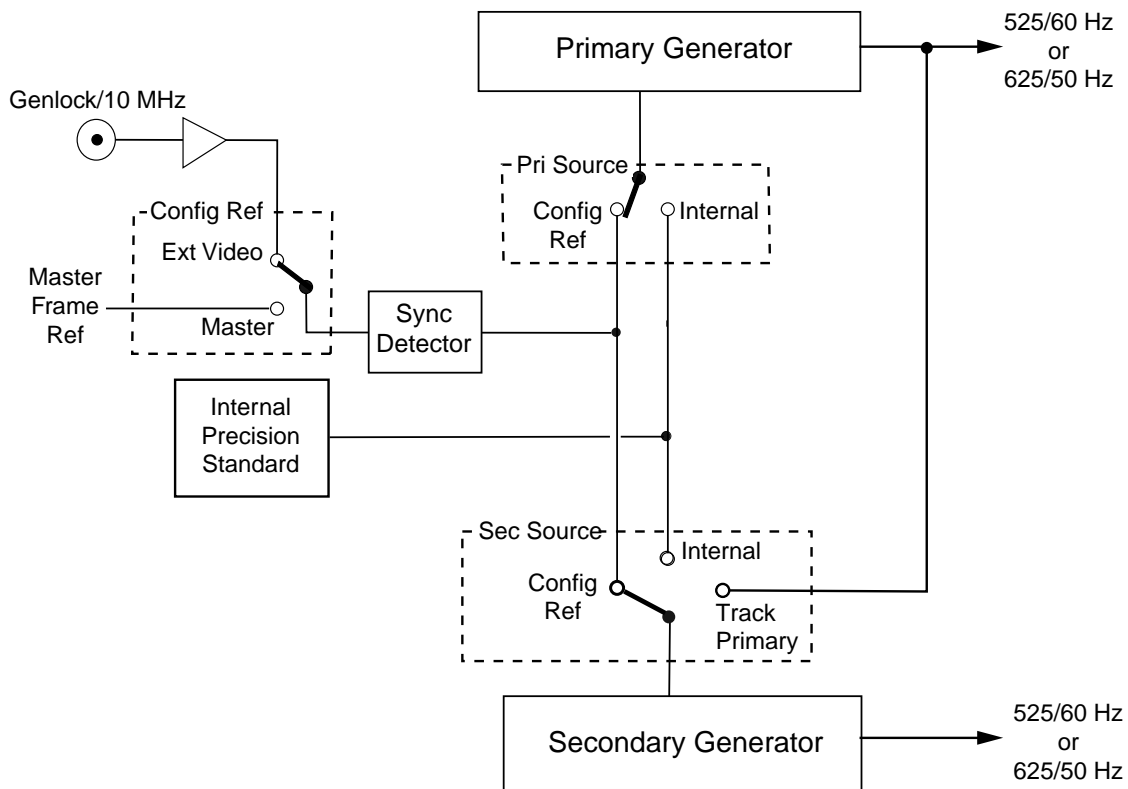 Primary Generator
525/60 Hz
or
625/50 Hz
Genlock/10 MHz
Pri Source
Config
Ref
Internal
Config Ref
Ext Video
Master
Frame
Ref
Master
Sync
Detector
Internal
Precision
Standard
Sec Source
Internal
Config
Ref
Track
Primary
Secondary Generator
525/60 Hz
or
625/50 Hz